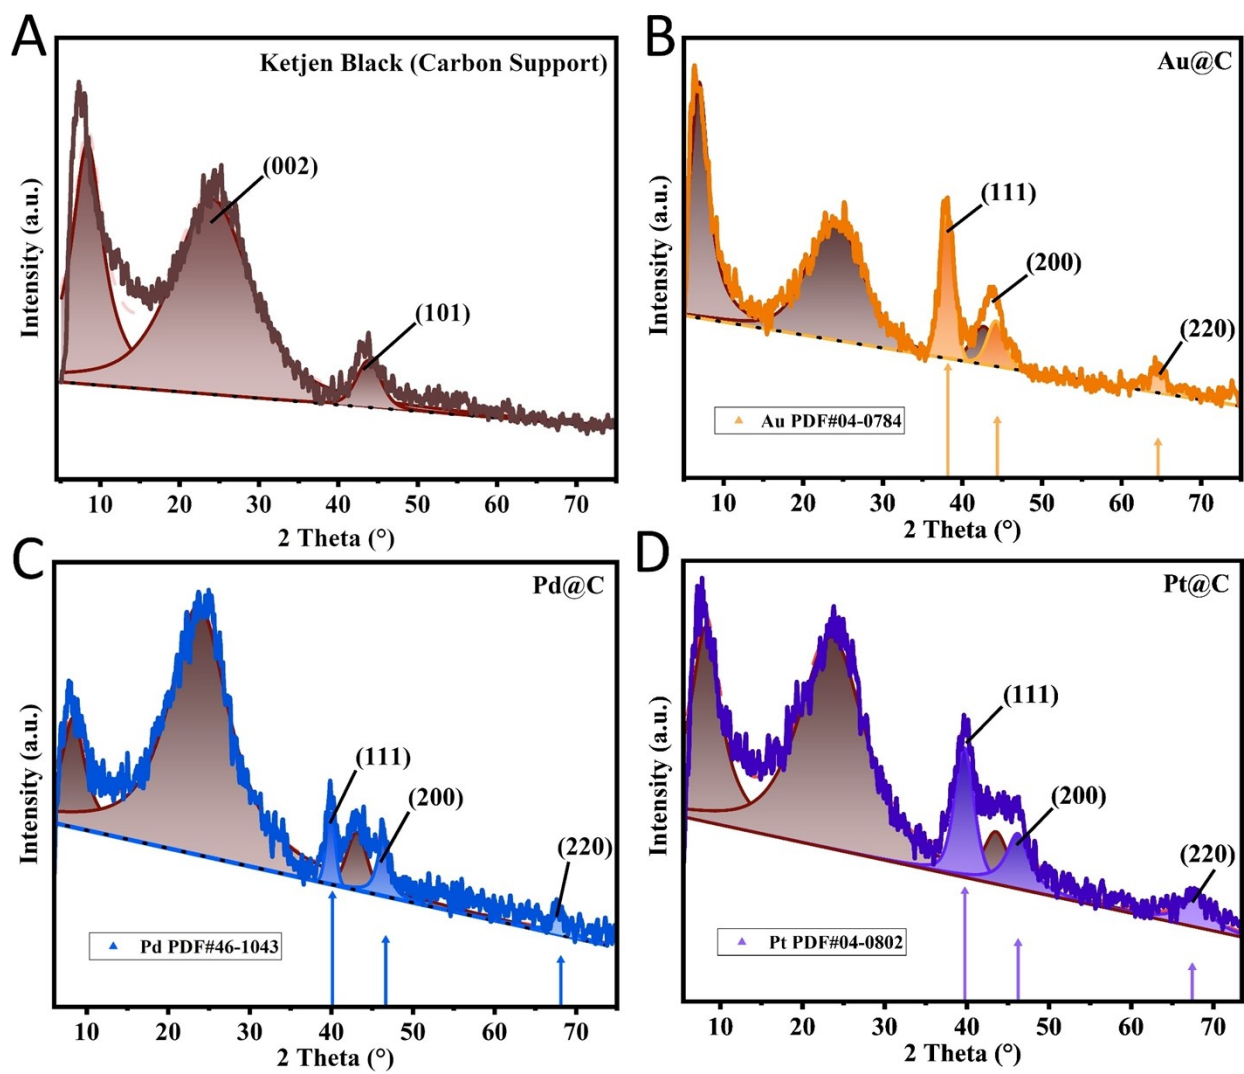 A
Ketjen Black (Carbon Support)
(002)
(101)
Intensity (a.u.)
10 20 30 40 50 60 70
2 Theta (°)
B
Au@C
(111)
(200)
(220)
Intensity (a.u.)
Au PDF#04-0784
10 20 30 40 50 60 70
2 Theta (°)
C
Pd@C
(111)
(200)
(220)
Intensity (a.u.)
Pd PDF#46-1043
10 20 30 40 50 60 70
2 Theta (°)
D
Pt@C
(111)
(200)
(220)
Intensity (a.u.)
Pt PDF#04-0802
10 20 30 40 50 60 70
2 Theta (°)